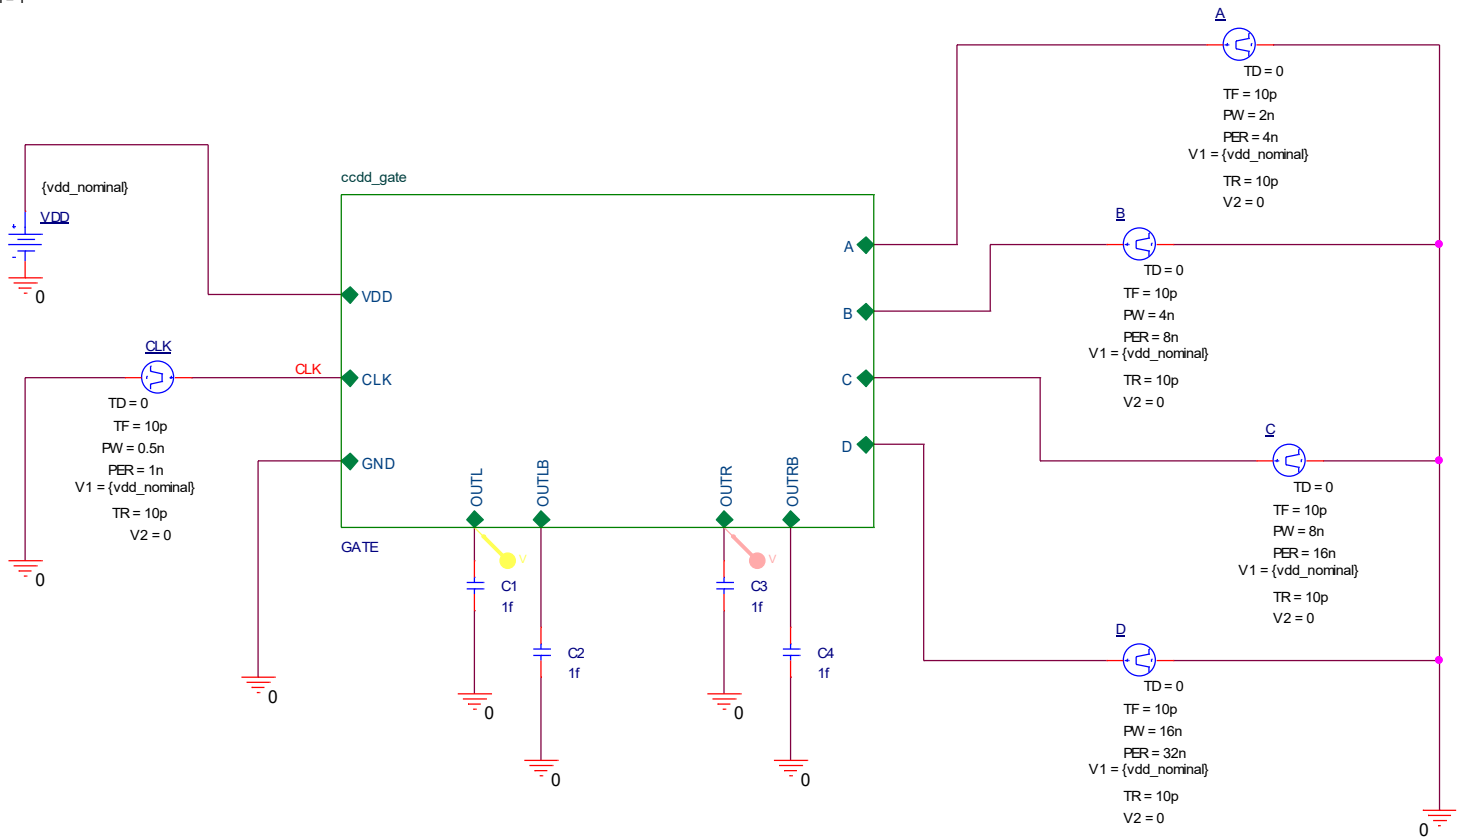 A
TD = 0
TF = 10p
PW = 2n
PER = 4n
V1 = {vdd_nominal}
TR = 10p
V2 = 0
{vdd_nominal}
VDD
0
ccdd_gate
VDD
CLK
GND
A
B
C
D
OUTL
OUTLB
OUTR
OUTRB
GATE
CLK
CLK
TD = 0
TF = 10p
PW = 0.5n
PER = 1n
V1 = {vdd_nominal}
TR = 10p
V2 = 0
0
0
V
C1
1f
0
C2
1f
0
V
C3
1f
0
C4
1f
0
B
TD = 0
TF = 10p
PW = 4n
PER = 8n
V1 = {vdd_nominal}
TR = 10p
V2 = 0
C
TD = 0
TF = 10p
PW = 8n
PER = 16n
V1 = {vdd_nominal}
TR = 10p
V2 = 0
D
TD = 0
TF = 10p
PW = 16n
PER = 32n
V1 = {vdd_nominal}
TR = 10p
V2 = 0
0